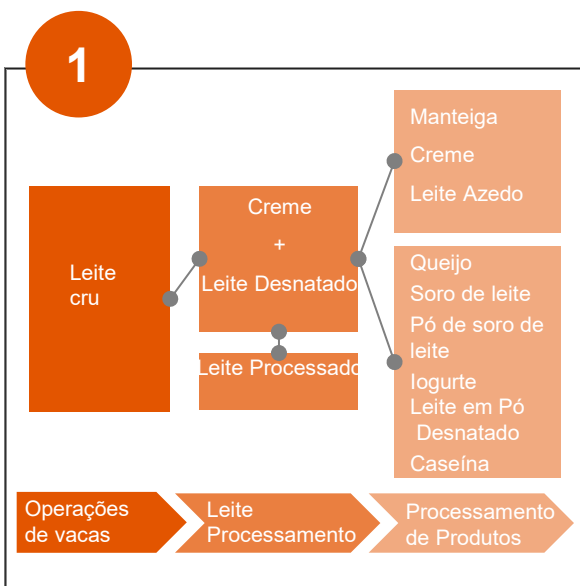 1
Leite
cru
Creme
+
Leite Desnatado
Leite Processado
Manteiga
Creme
Leite Azedo
Queijo
Soro de leite
Pó de soro de
leite
Iogurte
Leite em Pó
Desnatado
Caseína
Operações
de vacas
Leite
Processamento
Processamento
de Produtos